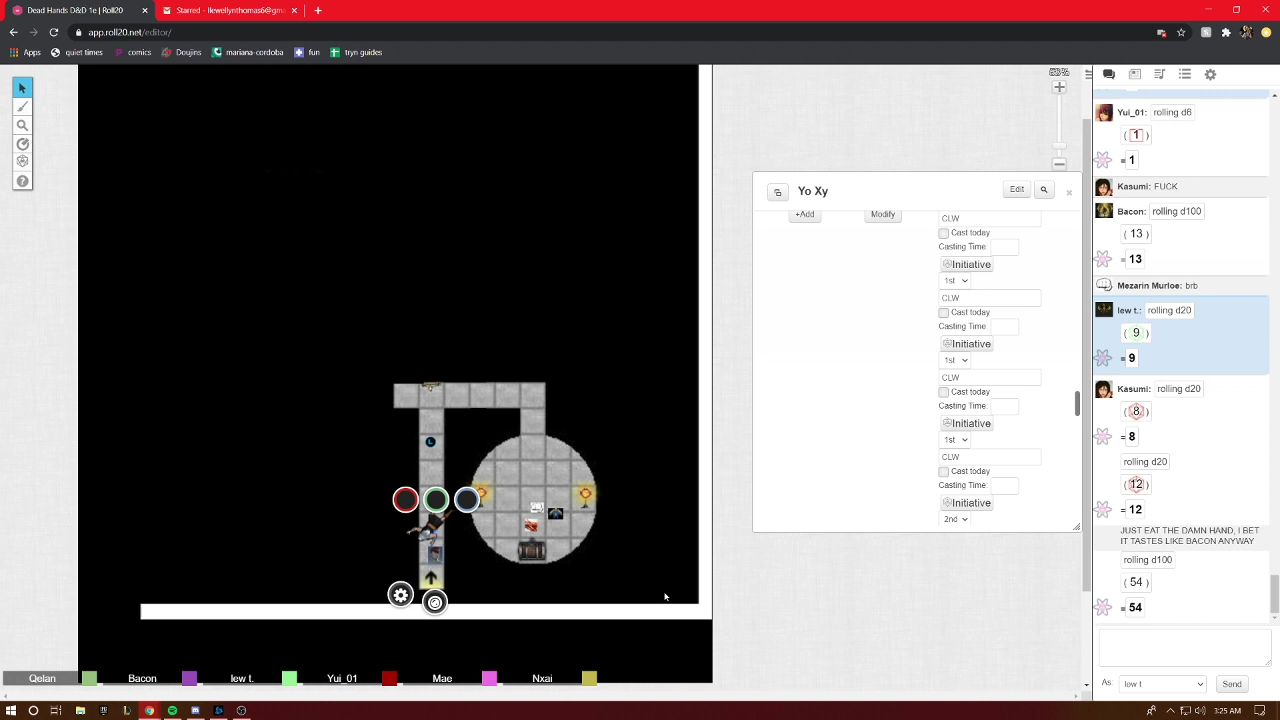 Dead Hands D&D 1e | Roll20
Starred - llewellynthomas6@gm
app.roll20.net/editor/
Apps
quiet times
comics
Doujins
mariana-cordoba
fun
tryn guides
Yo Xy
Edit
+Add
Modify
CLW
Cast today
Casting Time:
Initiative
1st
CLW
Cast today
Casting Time:
Initiative
1st
CLW
Cast today
Casting Time:
Initiative
1st
CLW
Cast today
Casting Time:
Initiative
2nd
L
Yui_01: rolling d6
(1)
=1
Kasumi: FUCK
Bacon: rolling d100
(13)
=13
Mezarin Murloe: brb
lew t.: rolling d20
(9)
=9
Kasumi: rolling d20
(8)
=8
rolling d20
(12)
=12
JUST EAT THE DAMN HAND, I BET
IT TASTES LIKE BACON ANYWAY
rolling d100
(54)
=54
As: lew t. Send
Qelan
Bacon
lew t.
Yui_01
Mae
Nxai
3:25 AM